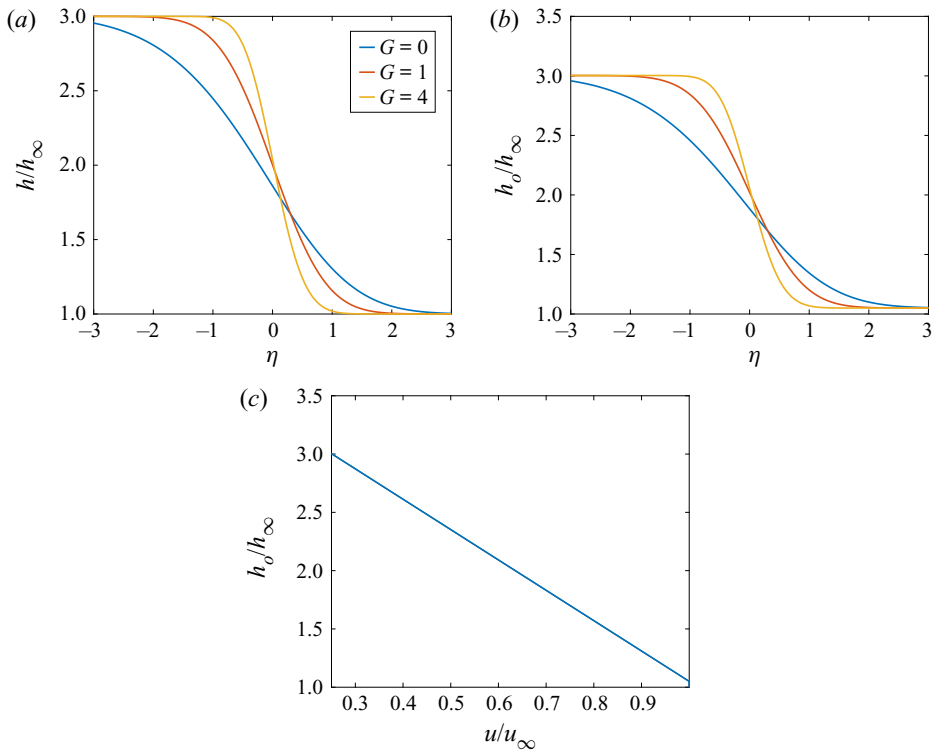 (a)
3.0
2.5
2.0
1.5
1.0
–3 –2 –1 0 1 2 3
h/h∞
η
G = 0
G = 1
G = 4
(b)
3.5
3.0
2.5
2.0
1.5
1.0
–3 –2 –1 0 1 2 3
hₒ/h∞
η
(c)
3.5
3.0
2.5
2.0
1.5
1.0
0.3 0.4 0.5 0.6 0.7 0.8 0.9
hₒ/h∞
u/u∞